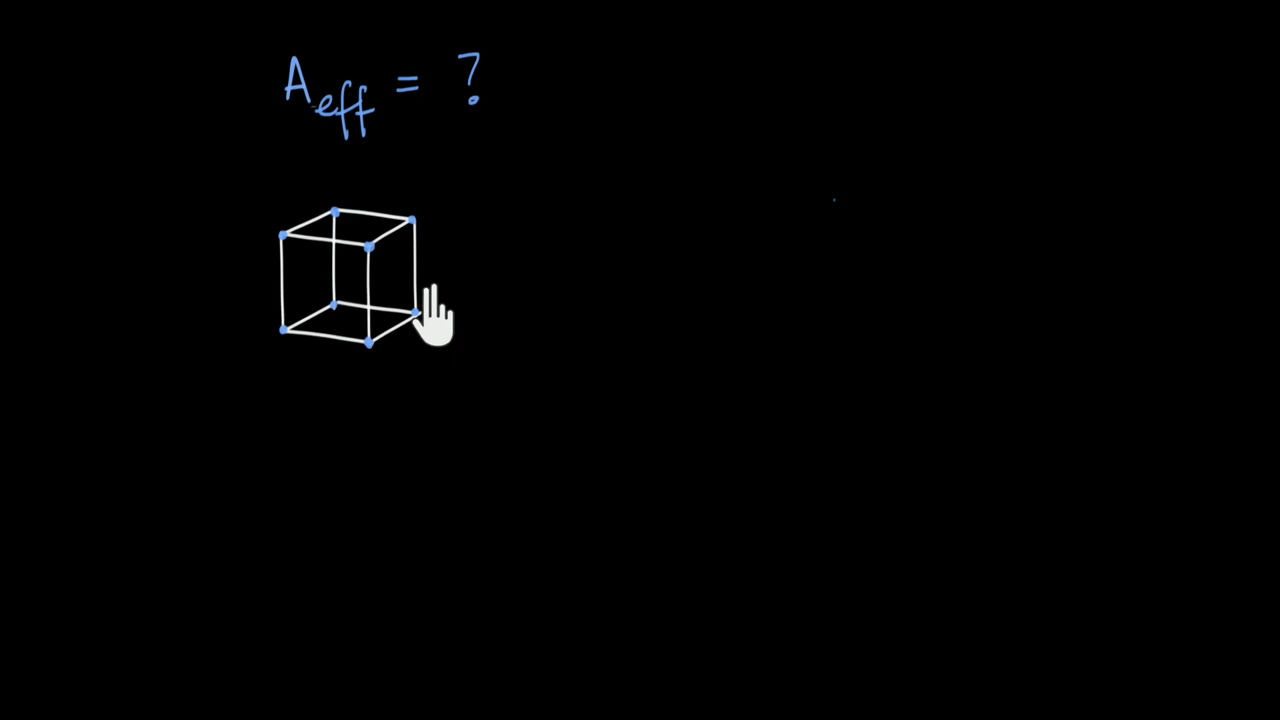 A_eff = ?